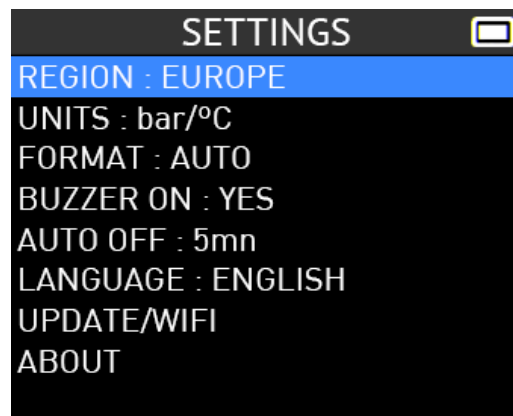 SETTINGS
REGION : EUROPE
UNITS : bar/ºC
FORMAT : AUTO
BUZZER ON : YES
AUTO OFF : 5mn
LANGUAGE : ENGLISH
UPDATE/WIFI
ABOUT